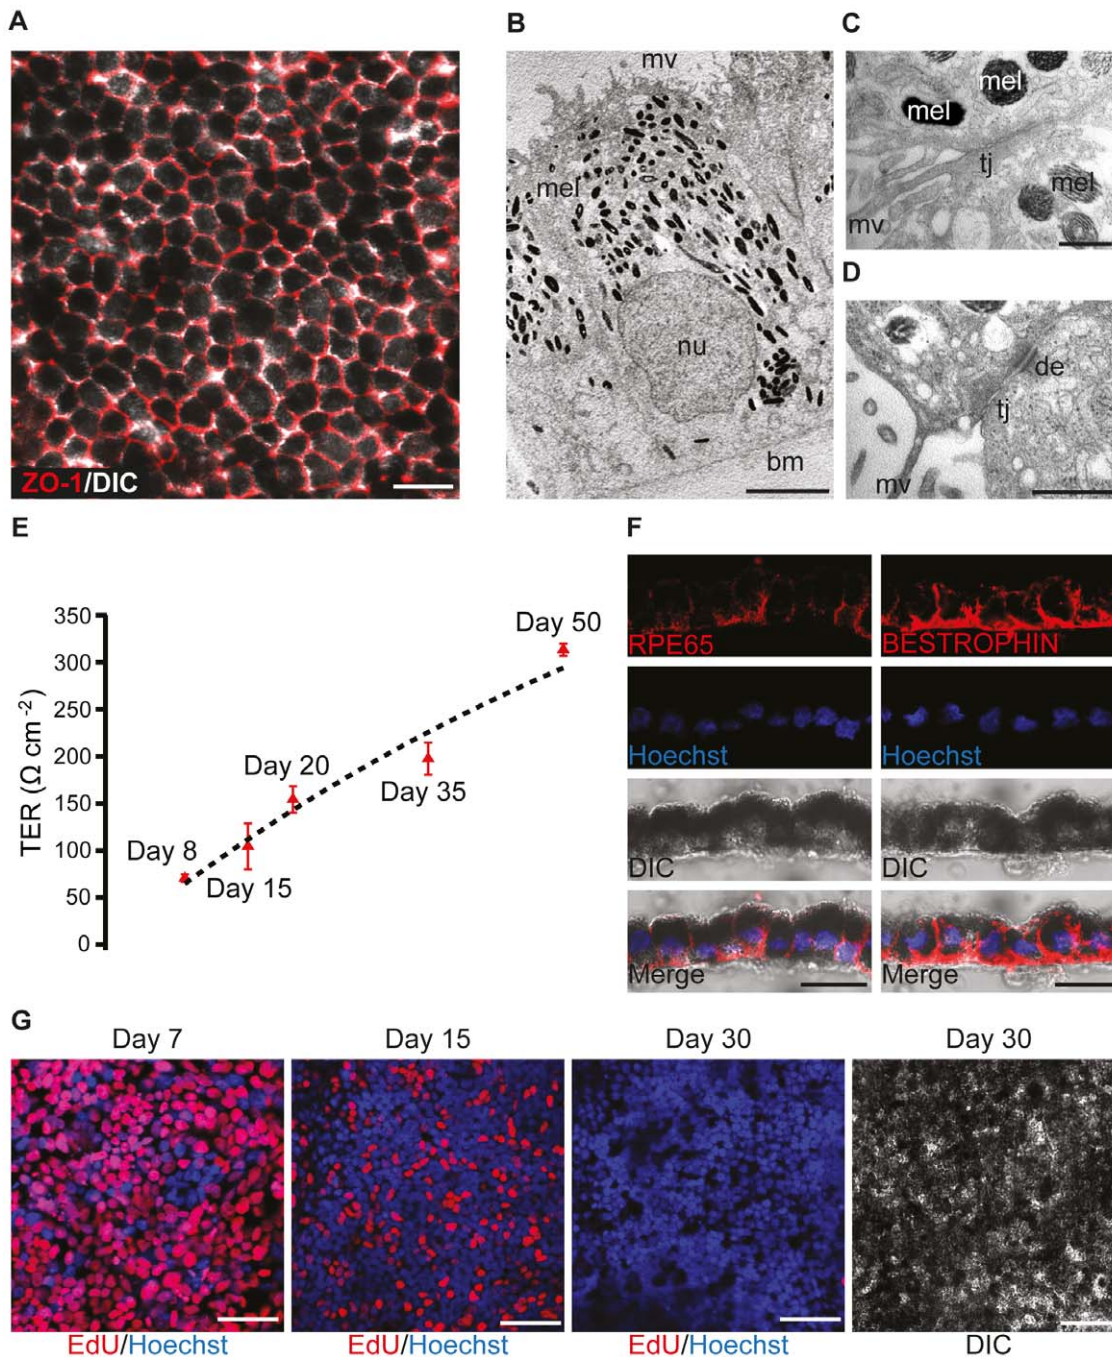 A
ZO-1/DIC
B
mv
mel
nu
bm
C
mel
mel
tj
mel
mv
D
de
tj
mv
E
TER (Ω cm⁻²)
350
300
250
200
150
100
50
0
Day 8
Day 15
Day 20
Day 35
Day 50
F
RPE65
BESTROPHIN
Hoechst
Hoechst
DIC
DIC
Merge
Merge
G
Day 7
Day 15
Day 30
Day 30
EdU/Hoechst
EdU/Hoechst
EdU/Hoechst
DIC